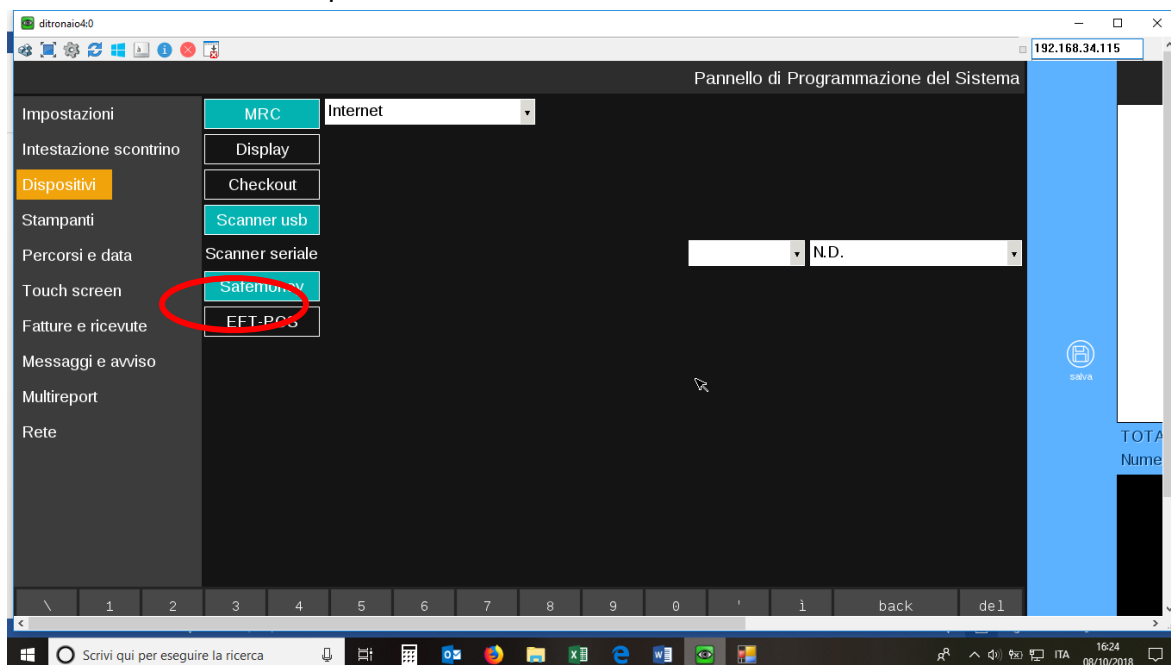 ditronaio4:0
192.168.34.115
Pannello di Programmazione del Sistema
Impostazioni
MRC
Internet
Intestazione scontrino
Display
Dispositivi
Checkout
Stampanti
Scanner usb
Percorsi e data
Scanner seriale
N.D.
Touch screen
Safemoney
Fatture e ricevute
EFT-POS
Messaggi e avviso
salva
Multireport
Rete
TOTA
Nume
\ 1 2 3 4 5 6 7 8 9 0 ' ì back del
Scrivi qui per eseguire la ricerca
ITA
16:24
08/10/2018